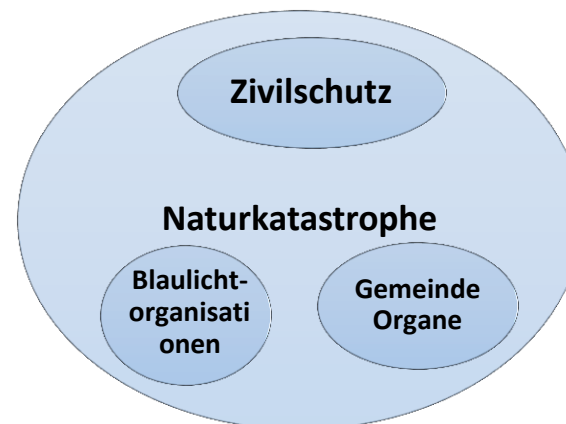 Zivilschutz
Naturkatastrophe
Blaulicht-
organisati
onen
Gemeinde
Organe